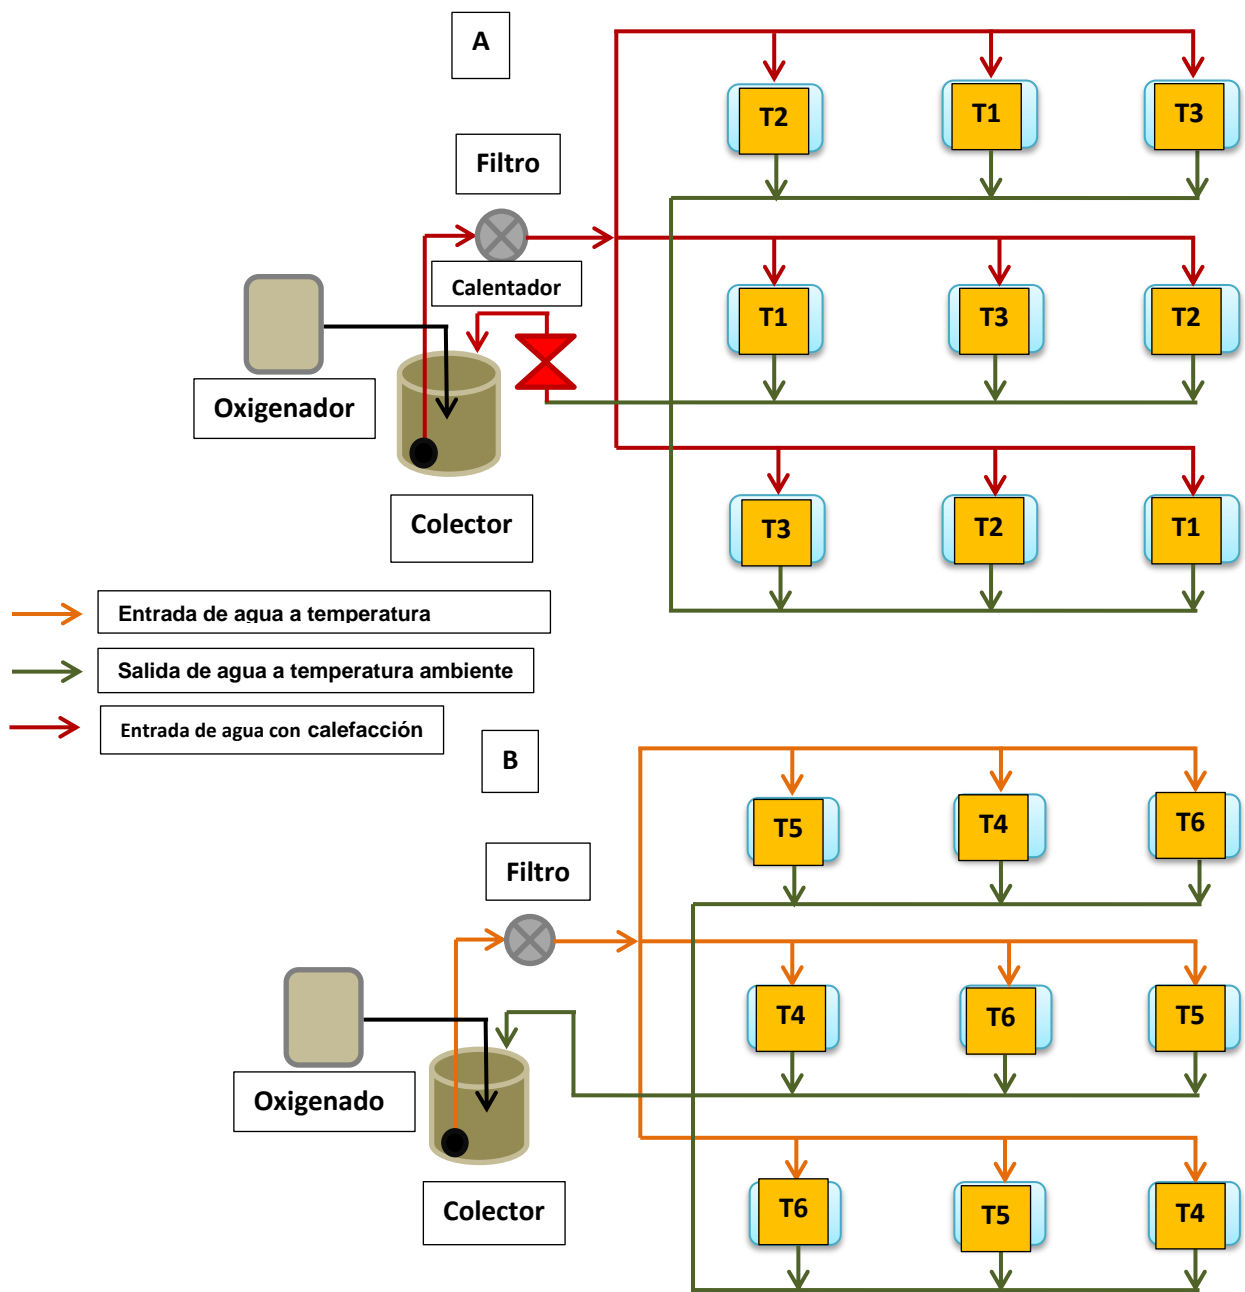 A
T2 T1 T3
Filtro
Calentador
T1 T3 T2
Oxigenador
Colector
T3 T2 T1
Entrada de agua a temperatura
Salida de agua a temperatura ambiente
Entrada de agua con calefacción
B
T5 T4 T6
Filtro
T4 T6 T5
Oxigenado
Colector
T6 T5 T4